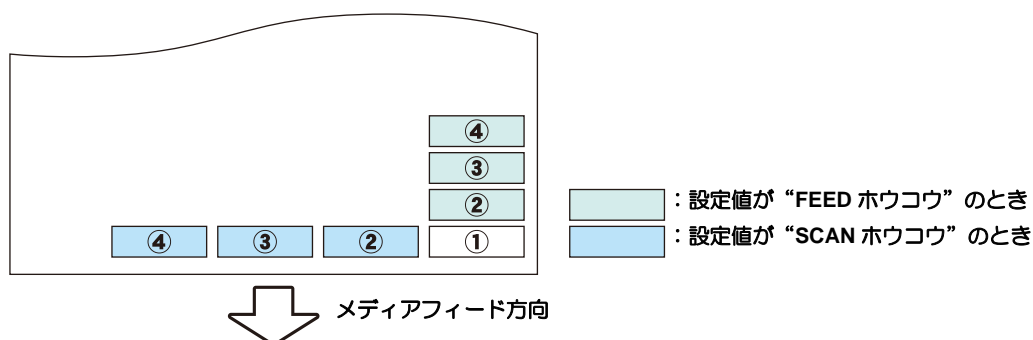 ④
③
②
④ ③ ② ①
：設定値が“FEED ホウコウ”のとき
：設定値が“SCAN ホウコウ”のとき
メディアフィード方向